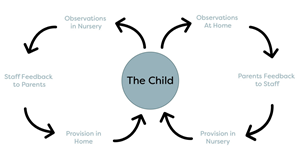 Observations
in Nursery
Observations
At Home
Staff Feedback
to Parents
The Child
Parents Feedback
to Staff
Provision in
Home
Provision in
Nursery